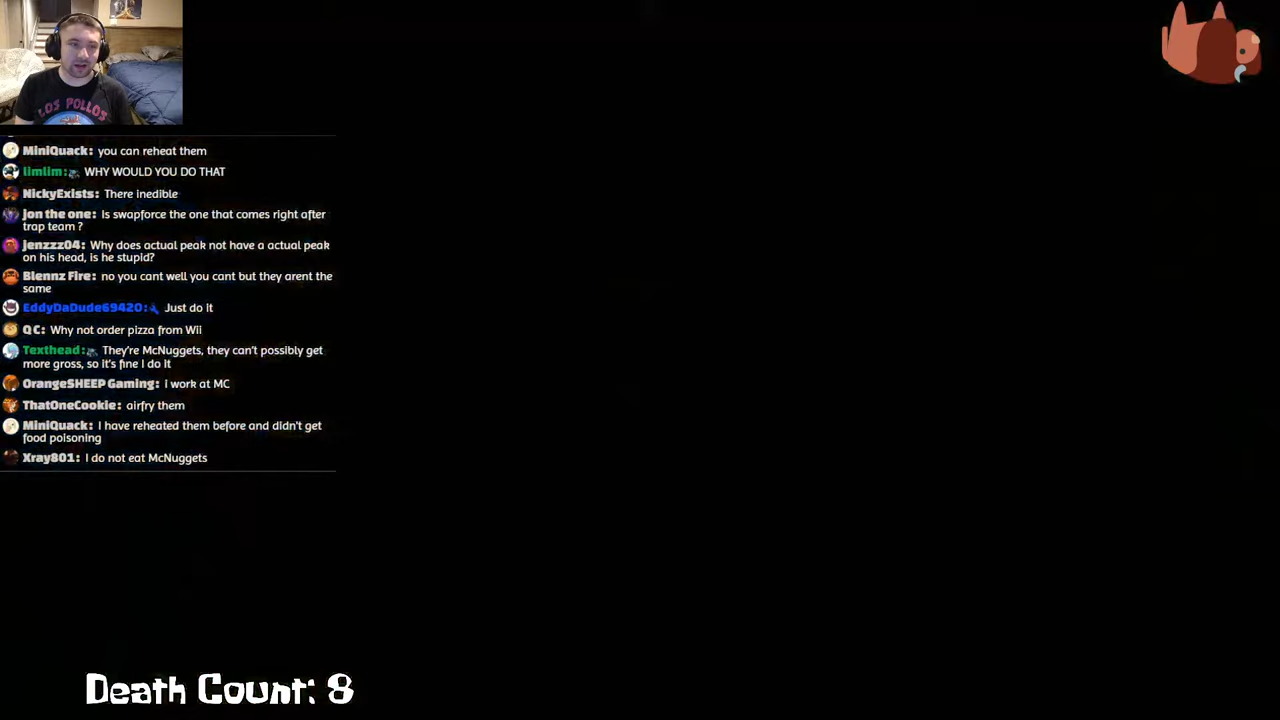 LOS POLLOS
MiniQuack: you can reheat them
limlim: WHY WOULD YOU DO THAT
NickyExists: There inedible
jon the one: Is swapforce the one that comes right after
trap team ?
jenzzz04: Why does actual peak not have a actual peak
on his head, is he stupid?
Blennz Fire: no you cant well you cant but they arent the
same
EddyDaDude69420: Just do it
Q C: Why not order pizza from Wii
Texthead: They're McNuggets, they can't possibly get
more gross, so it's fine I do it
OrangeSHEEP Gaming: i work at MC
ThatOneCookie: airfry them
MiniQuack: I have reheated them before and didn't get
food poisoning
Xray801: I do not eat McNuggets
Death Count: 8